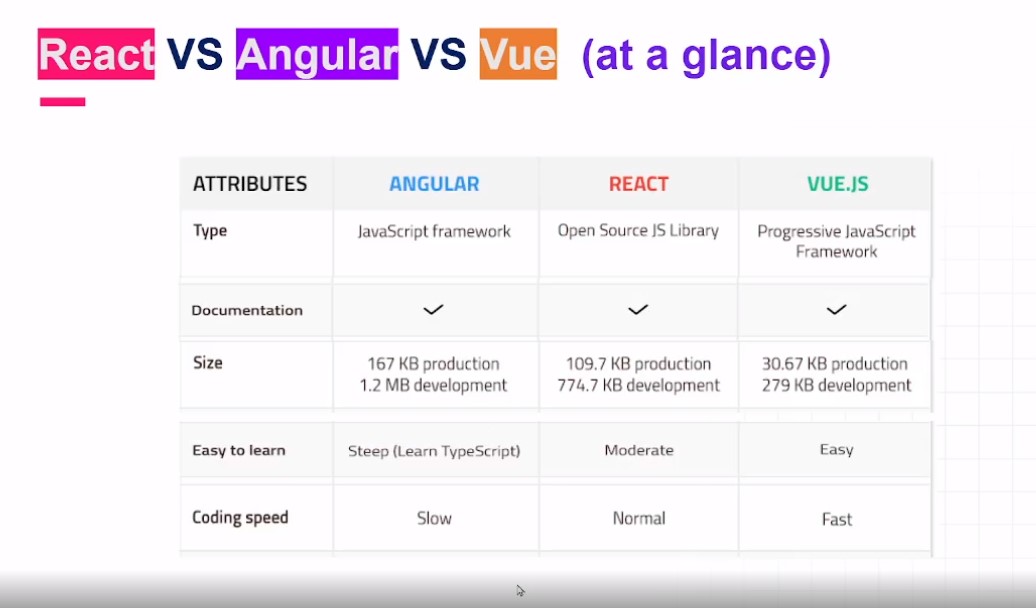 React VS Angular VS Vue (at a glance)
ATTRIBUTES ANGULAR REACT VUE.JS
Type JavaScript framework Open Source JS Library Progressive JavaScript Framework
Documentation ✓ ✓ ✓
Size 167 KB production 109.7 KB production 30.67 KB production
1.2 MB development 774.7 KB development 279 KB development
Easy to learn Steep (Learn TypeScript) Moderate Easy
Coding speed Slow Normal Fast